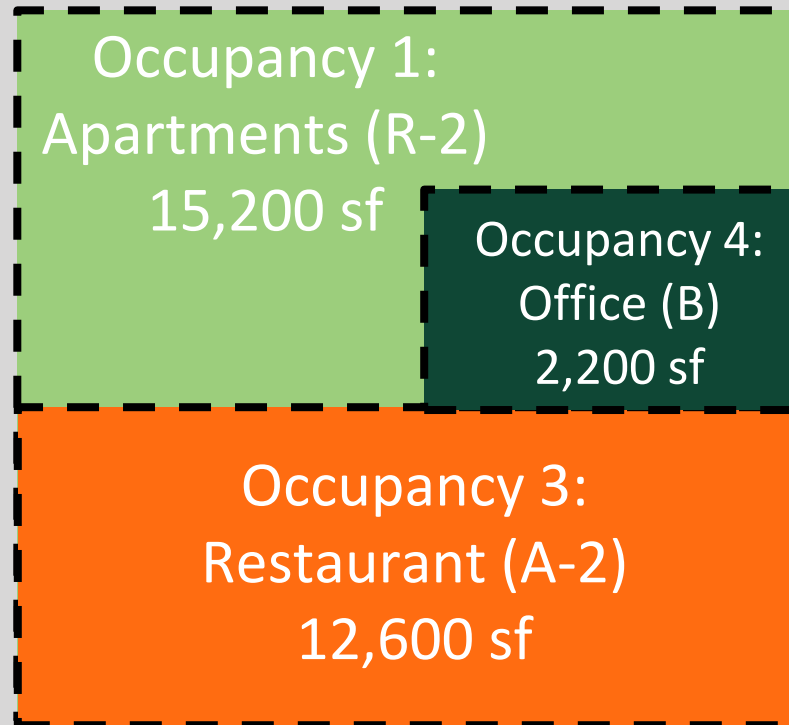 Occupancy 1:
Apartments (R-2)
15,200 sf
Occupancy 4:
Office (B)
2,200 sf
Occupancy 3:
Restaurant (A-2)
12,600 sf